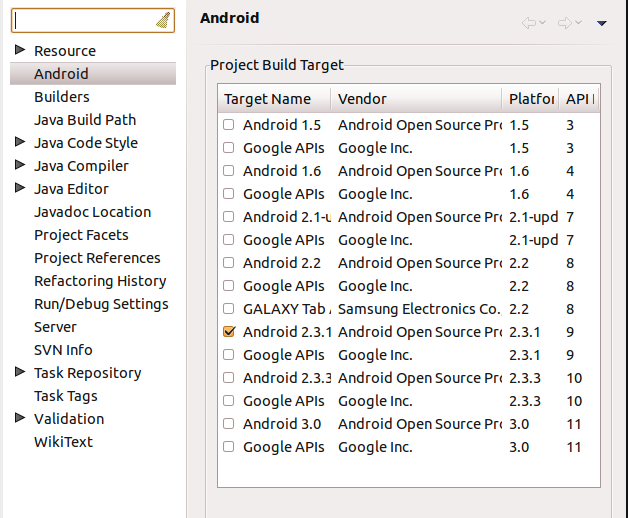 Resource
Android
Builders
Java Build Path
Java Code Style
Java Compiler
Java Editor
Javadoc Location
Project Facets
Project References
Refactoring History
Run/Debug Settings
Server
SVN Info
Task Repository
Task Tags
Validation
WikiText
Android
Project Build Target
Target Name Vendor Platfor API
Android 1.5 Android Open Source Pro 1.5 3
Google APIs Google Inc. 1.5 3
Android 1.6 Android Open Source Pro 1.6 4
Google APIs Google Inc. 1.6 4
Android 2.1-u Android Open Source Pro 2.1-upd 7
Google APIs Google Inc. 2.1-upd 7
Android 2.2 Android Open Source Pro 2.2 8
Google APIs Google Inc. 2.2 8
GALAXY Tab Samsung Electronics Co. 2.2 8
Android 2.3.1 Android Open Source Pro 2.3.1 9
Google APIs Google Inc. 2.3.1 9
Android 2.3.3 Android Open Source Pro 2.3.3 10
Google APIs Google Inc. 2.3.3 10
Android 3.0 Android Open Source Pro 3.0 11
Google APIs Google Inc. 3.0 11